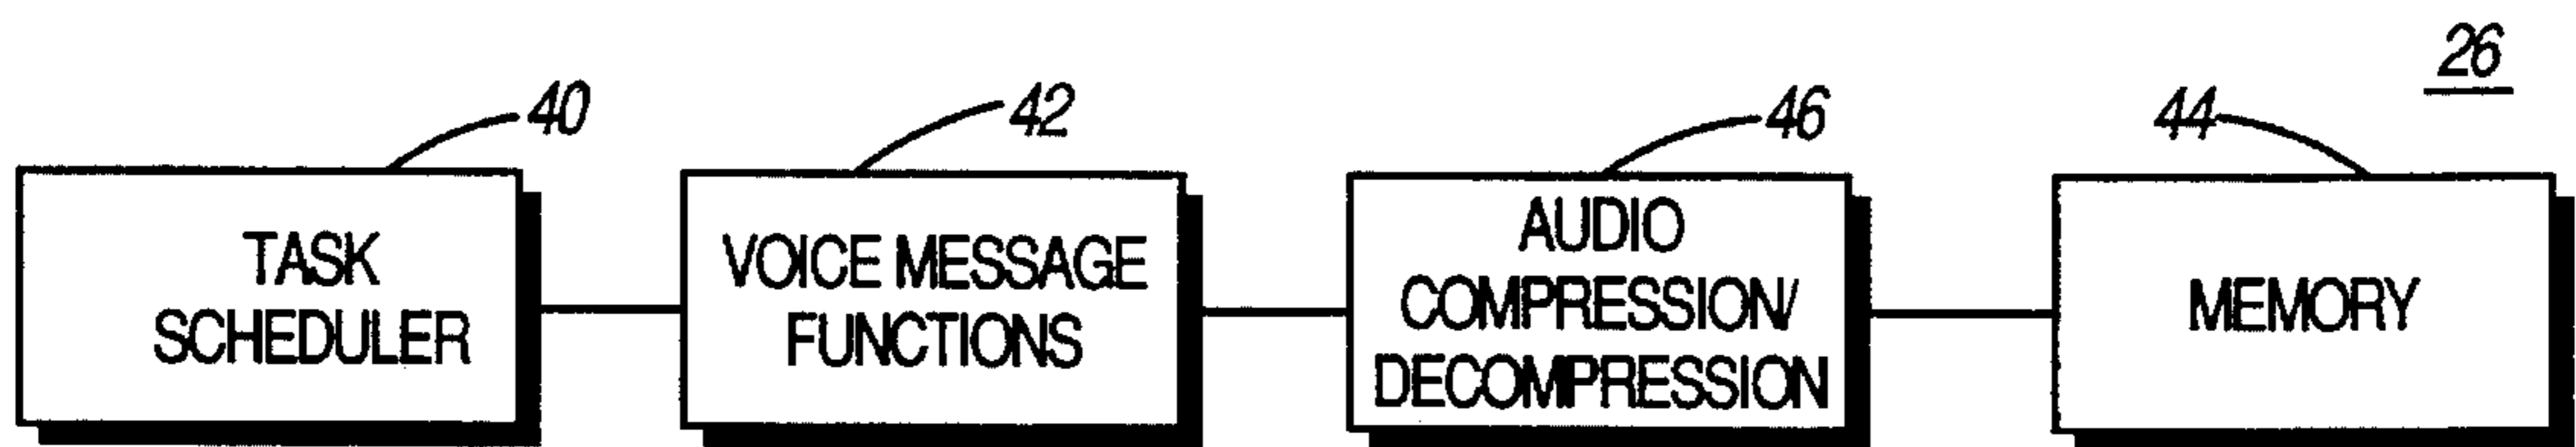 26
40
42
46
44
TASK
SCHEDULER
VOICE MESSAGE
FUNCTIONS
AUDIO
COMPRESSION/
DECOMPRESSION
MEMORY